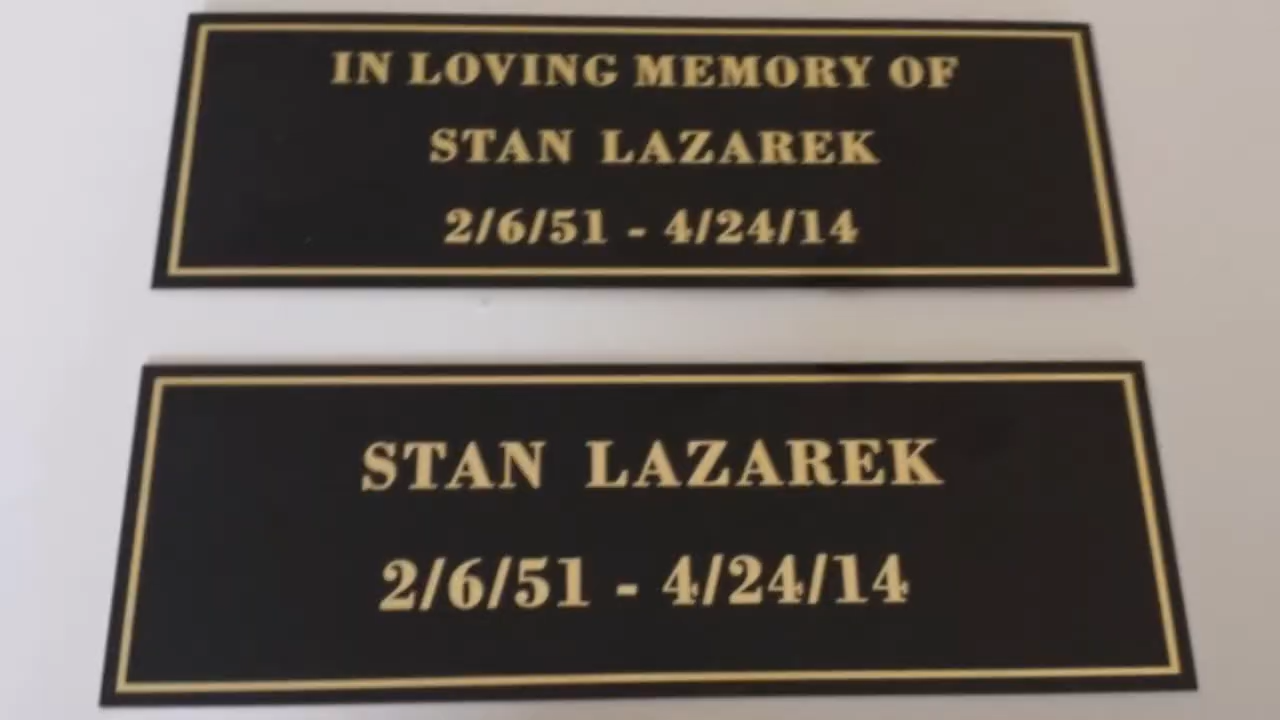 IN LOVING MEMORY OF
STAN LAZAREK
2/6/51 - 4/24/14
STAN LAZAREK
2/6/51 - 4/24/14